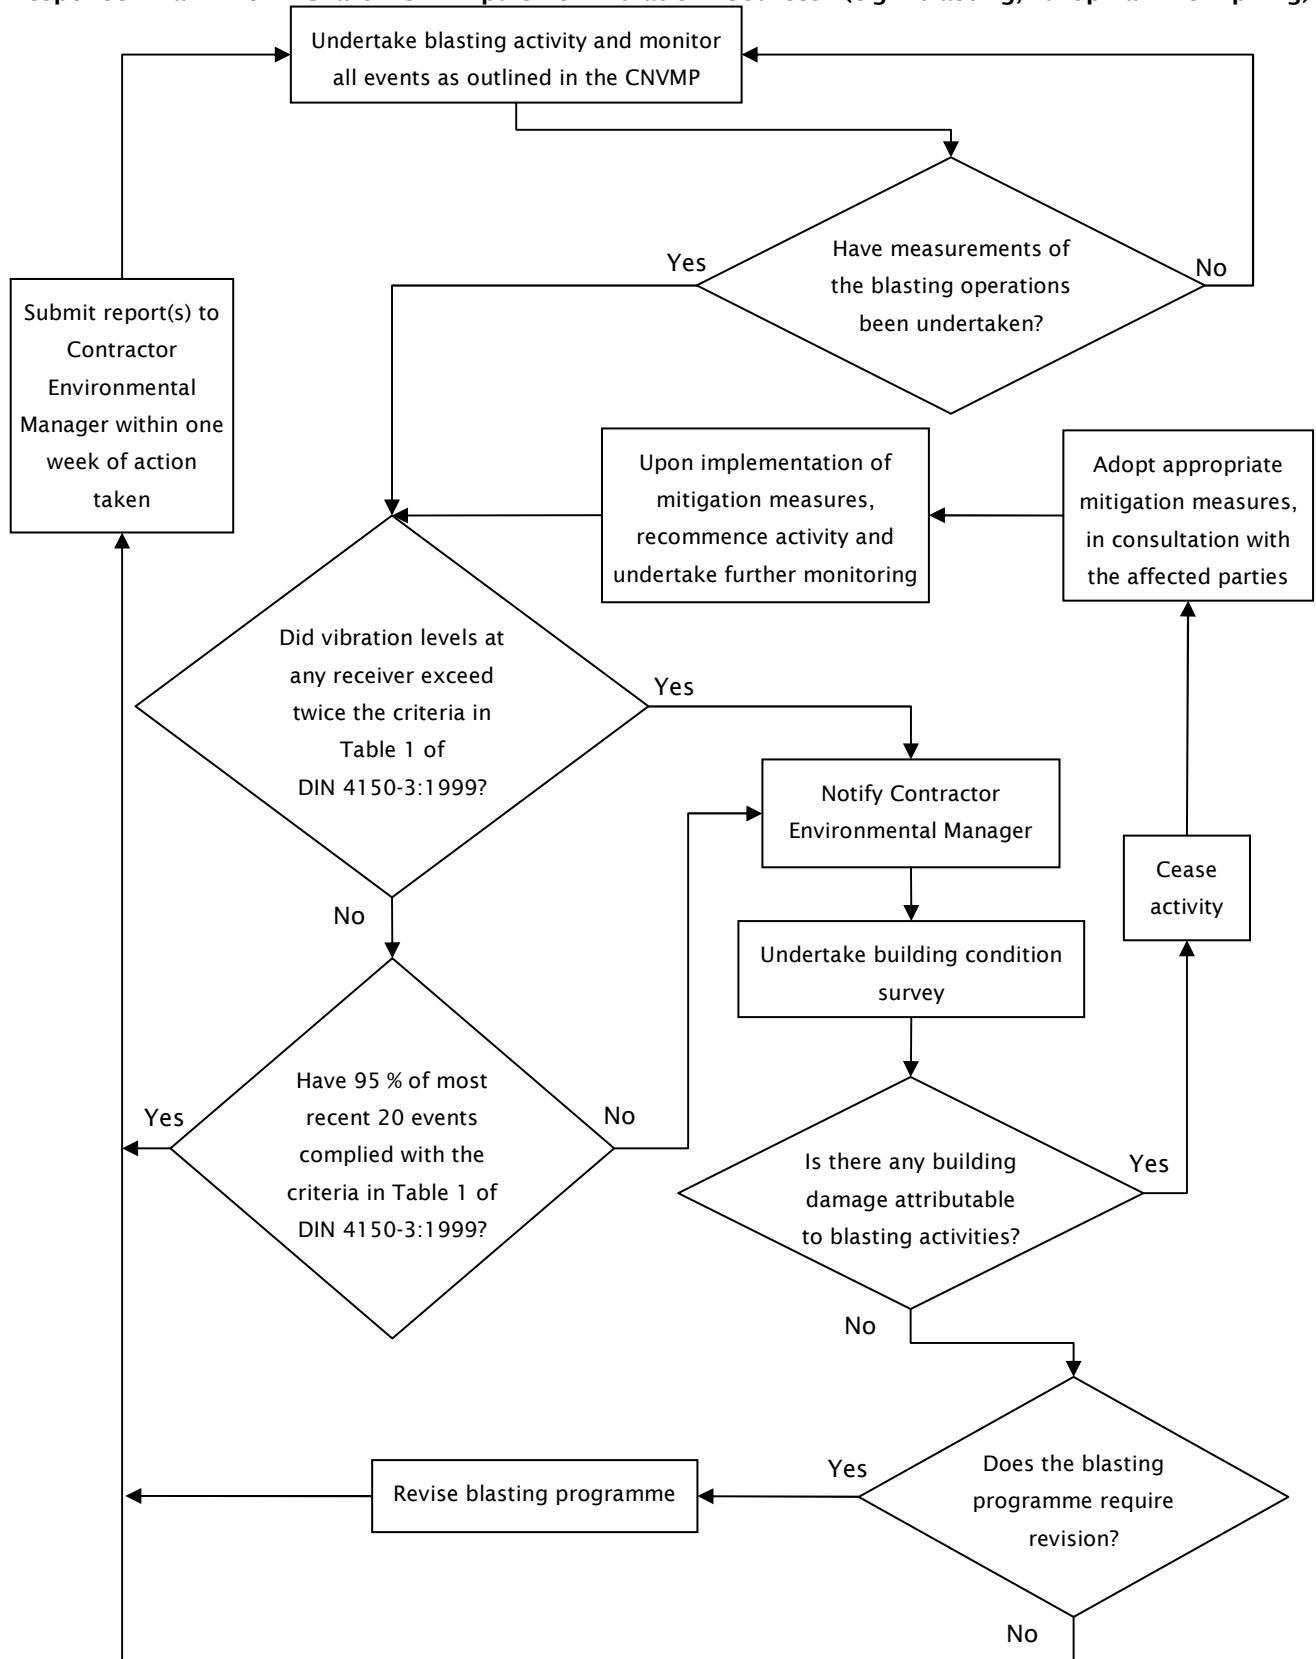 Undertake blasting activity and monitor
all events as outlined in the CNVMP
Have measurements of
the blasting operations
been undertaken?
Yes
No
Submit report(s) to
Contractor
Environmental
Manager within one
week of action
taken
Upon implementation of
mitigation measures,
recommence activity and
undertake further monitoring
Adopt appropriate
mitigation measures,
in consultation with
the affected parties
Did vibration levels at
any receiver exceed
twice the criteria in
Table 1 of
DIN 4150-3:1999?
Yes
No
Notify Contractor
Environmental Manager
Cease
activity
Undertake building condition
survey
Have 95 % of most
recent 20 events
complied with the
criteria in Table 1 of
DIN 4150-3:1999?
Yes
No
Is there any building
damage attributable
to blasting activities?
Yes
No
Does the blasting
programme require
revision?
Yes
Revise blasting programme
No